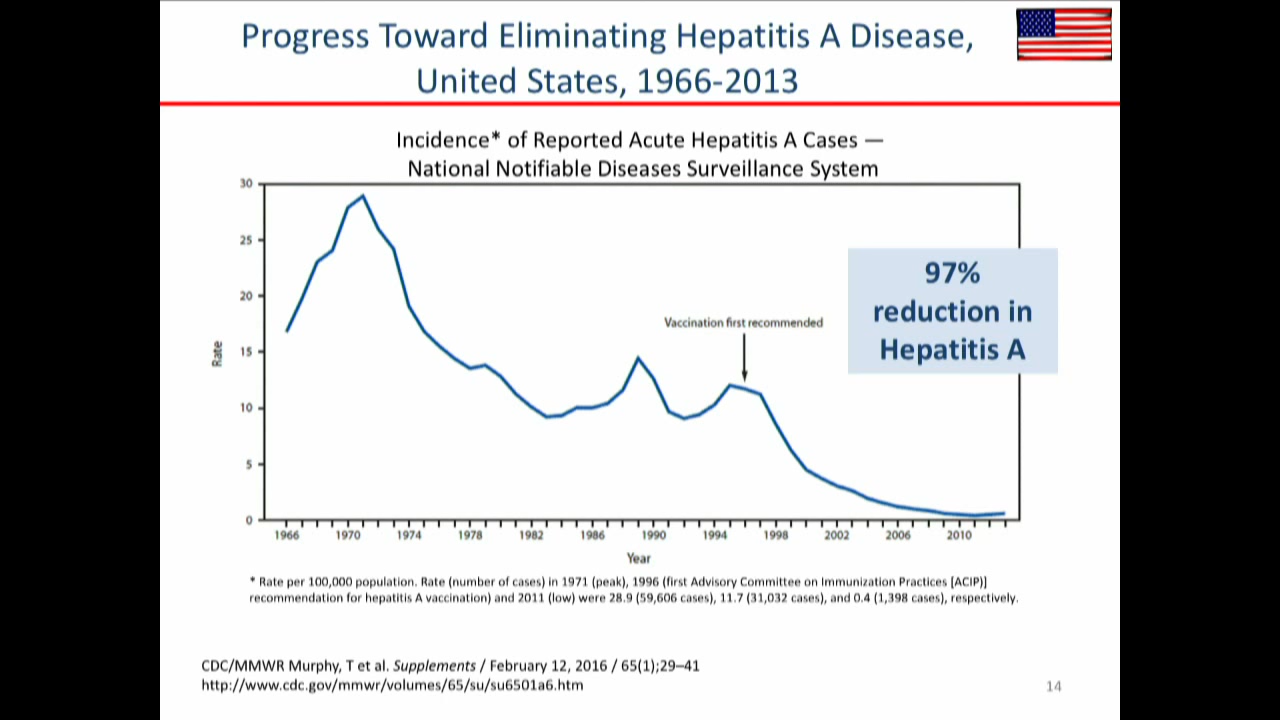 Progress Toward Eliminating Hepatitis A Disease,
United States, 1966-2013
Incidence* of Reported Acute Hepatitis A Cases —
National Notifiable Diseases Surveillance System
30
25
20
15
10
5
0
Rate
Vaccination first recommended
97%
reduction in
Hepatitis A
1966 1970 1974 1978 1982 1986 1990 1994 1998 2002 2006 2010
Year
* Rate per 100,000 population. Rate (number of cases) in 1971 (peak), 1996 (first Advisory Committee on Immunization Practices [ACIP)]
recommendation for hepatitis A vaccination) and 2011 (low) were 28.9 (59,606 cases), 11.7 (31,032 cases), and 0.4 (1,398 cases), respectively.
CDC/MMWR Murphy, T et al. Supplements / February 12, 2016 / 65(1);29–41
http://www.cdc.gov/mmwr/volumes/65/su/su6501a6.htm
14